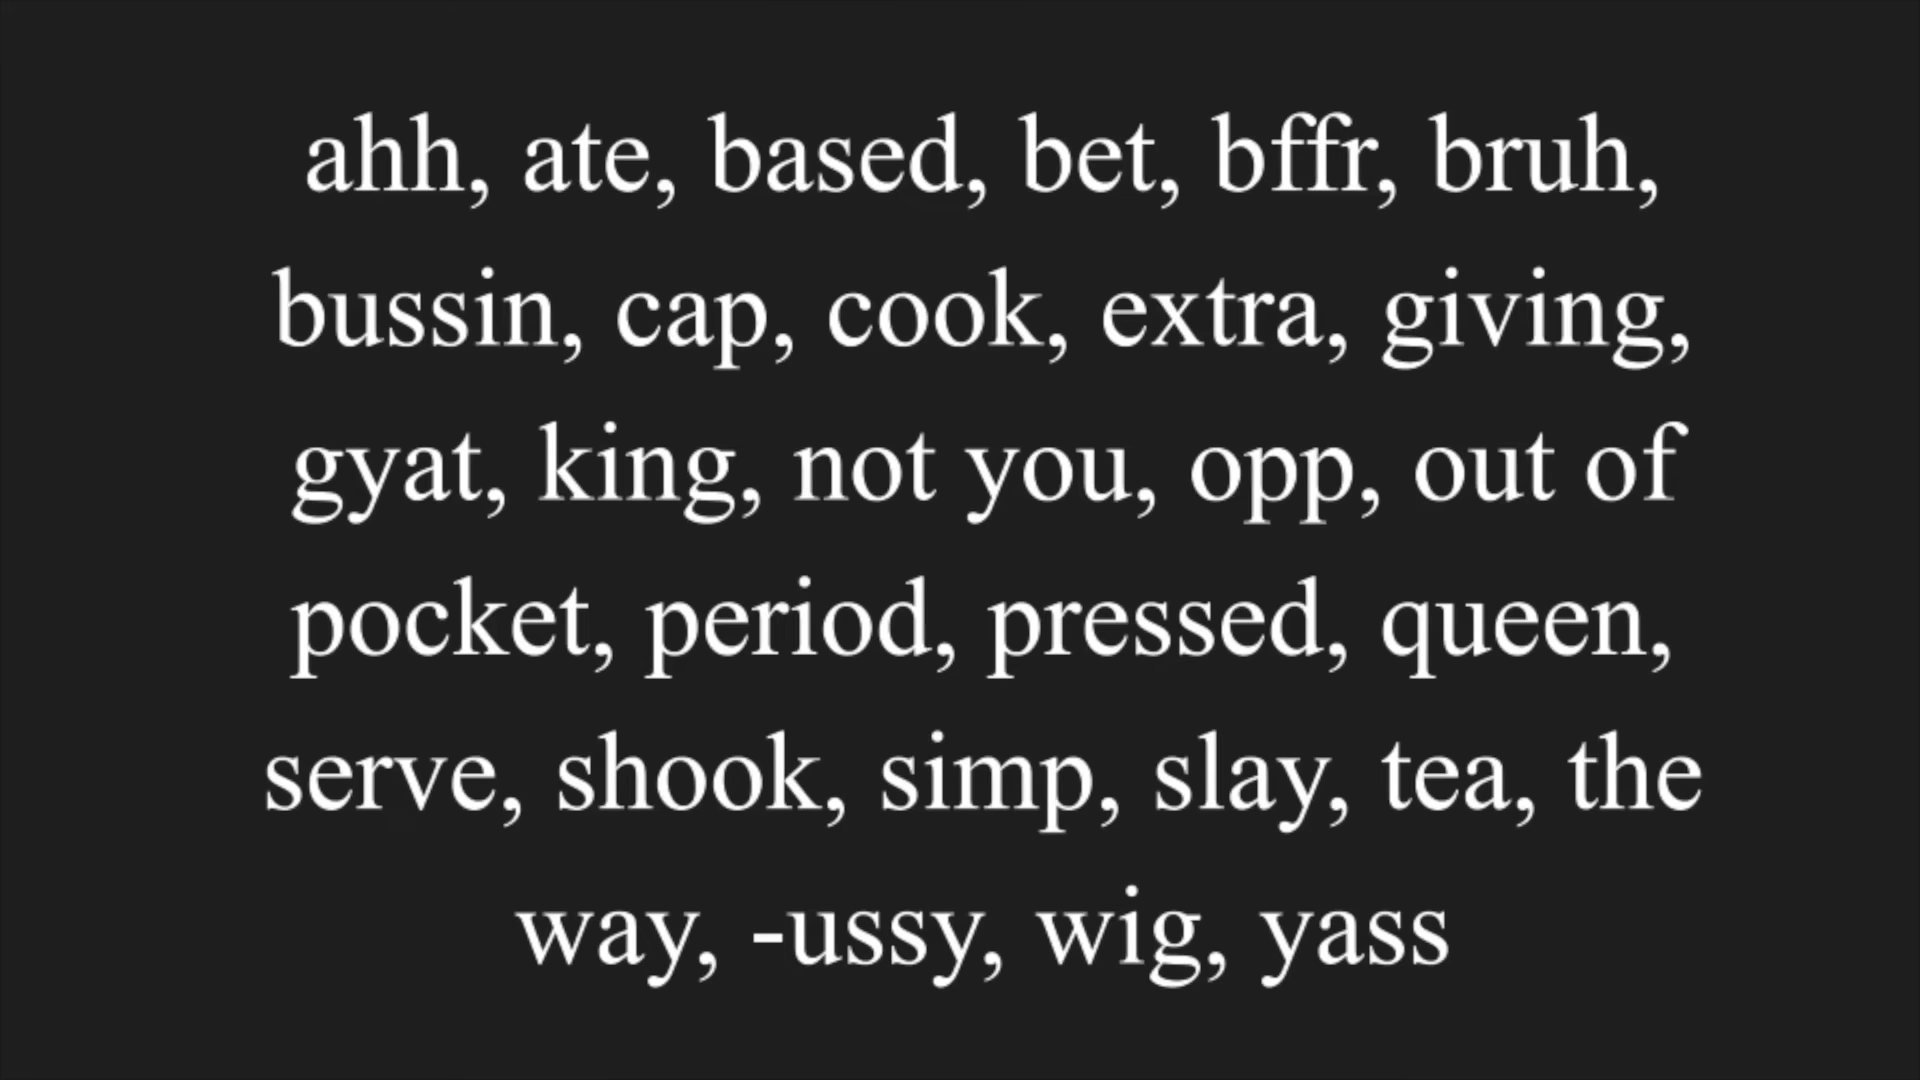 ahh, ate, based, bet, bffr, bruh,
bussin, cap, cook, extra, giving,
gyat, king, not you, opp, out of
pocket, period, pressed, queen,
serve, shook, simp, slay, tea, the
way, -ussy, wig, yass